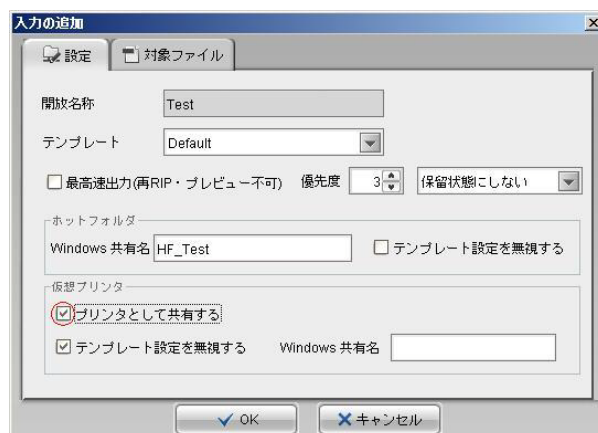 入力の追加
設定 対象ファイル
開放名称 Test
テンプレート Default
最高速出力(再RIP・プレビュー不可) 優先度 3 保留状態にしない
ホットフォルダ
Windows 共有名 HF_Test テンプレート設定を無視する
仮想プリンタ
プリンタとして共有する
テンプレート設定を無視する Windows 共有名
OK キャンセル